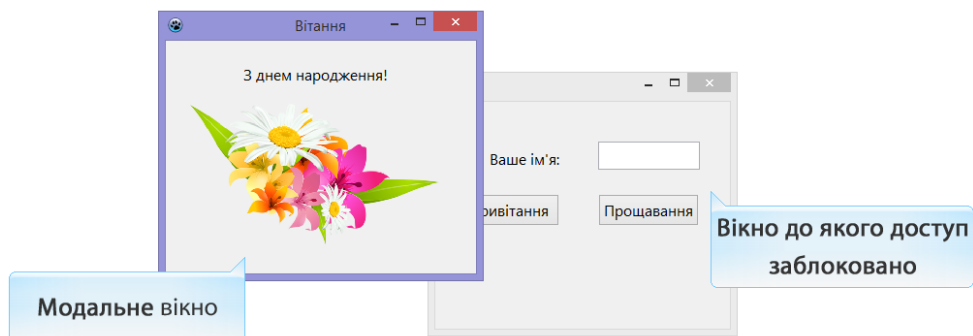 Вітання
З днем народження!
Ваше ім'я:
ривітання
Прощавання
Вікно до якого доступ
заблоковано
Модальне вікно